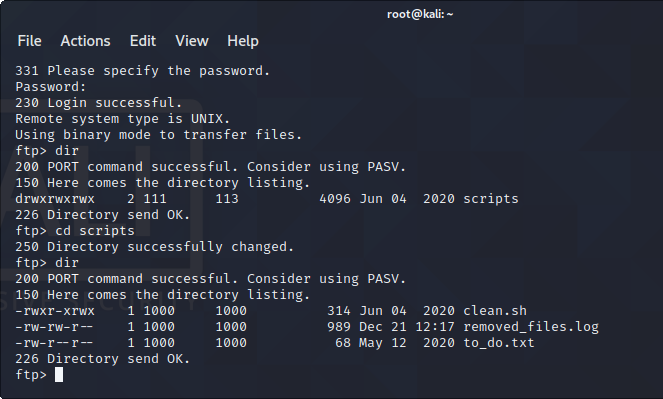 root@kali: ~
File Actions Edit View Help
331 Please specify the password.
Password:
230 Login successful.
Remote system type is UNIX.
Using binary mode to transfer files.
ftp> dir
200 PORT command successful. Consider using PASV.
150 Here comes the directory listing.
drwxrwxrwx    2 111      113          4096 Jun 04  2020 scripts
226 Directory send OK.
ftp> cd scripts
250 Directory successfully changed.
ftp> dir
200 PORT command successful. Consider using PASV.
150 Here comes the directory listing.
-rwxr-xrwx    1 1000     1000          314 Jun 04  2020 clean.sh
-rw-rw-r--    1 1000     1000          989 Dec 21 12:17 removed_files.log
-rw-r--r--    1 1000     1000           68 May 12  2020 to_do.txt
226 Directory send OK.
ftp>